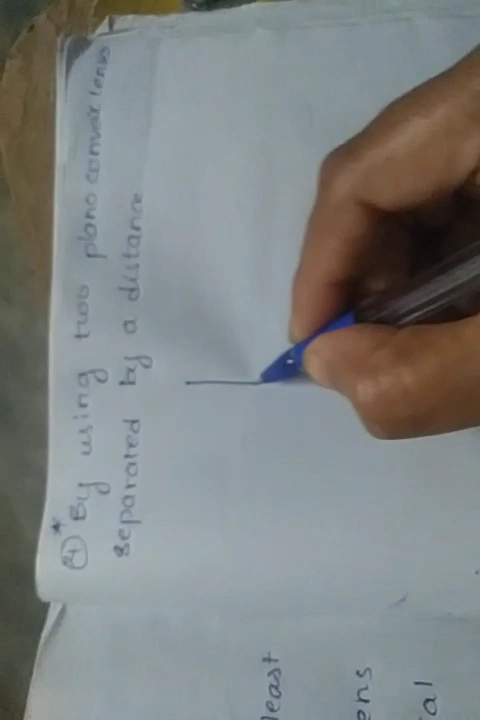 ④* By using two plano convex lens
separated by a distance
least
ens
al